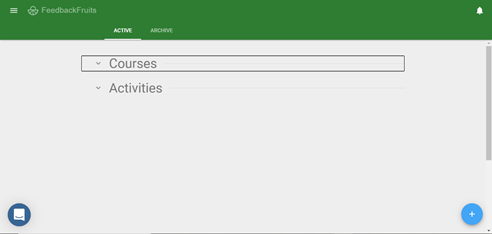 FeedbackFruits
ACTIVE ARCHIVE
Courses
Activities